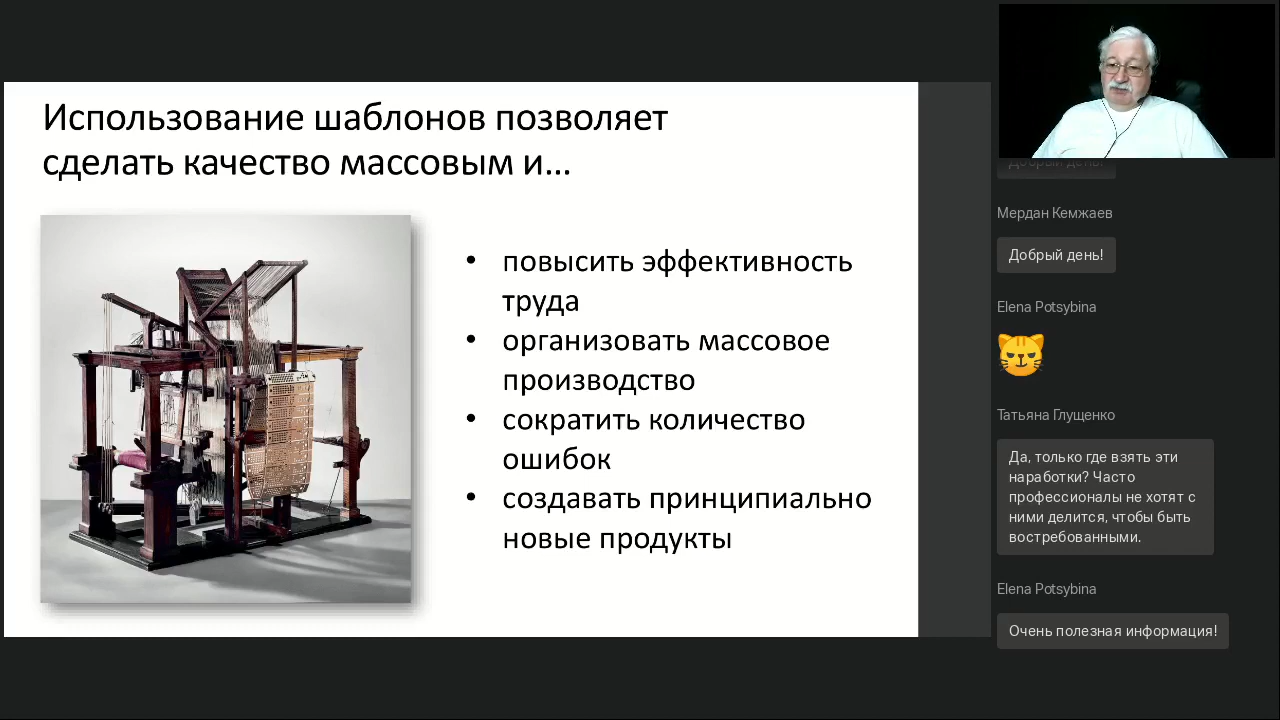 Использование шаблонов позволяет
сделать качество массовым и...
• повысить эффективность
труда
• организовать массовое
производство
• сократить количество
ошибок
• создавать принципиально
новые продукты
Добрый день!
Мердан Кемжаев
Добрый день!
Elena Potsybina
Татьяна Глущенко
Да, только где взять эти
наработки? Часто
профессионалы не хотят с
ними делится, чтобы быть
востребованными.
Elena Potsybina
Очень полезная информация!